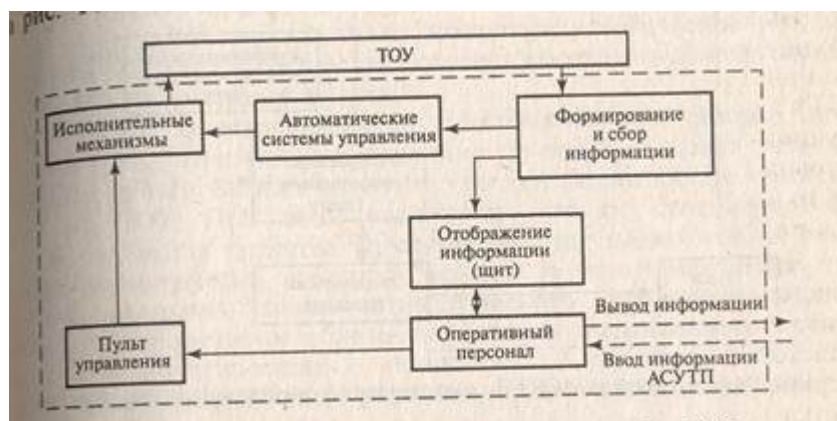 рис.
ТОУ
Исполнительные
механизмы
Автоматические
системы управления
Формирование
и сбор
информации
Отображение
информации
(щит)
Вывод информации
Пульт
управления
Оперативный
персонал
Ввод информации
АСУТП